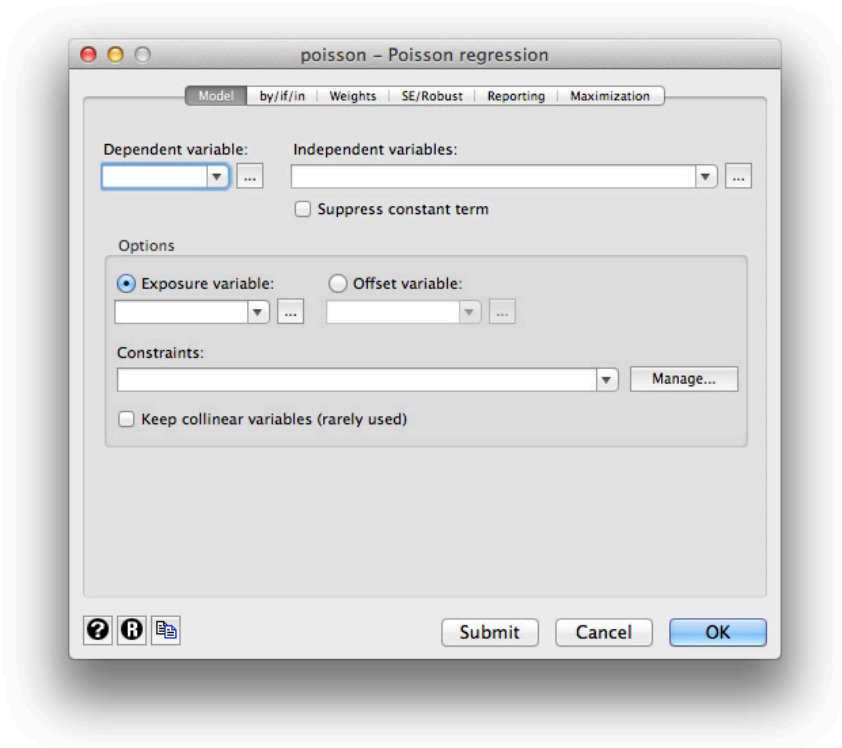 poisson – Poisson regression
Model by/if/in Weights SE/Robust Reporting Maximization
Dependent variable: Independent variables:
... ...
Suppress constant term
Options
Exposure variable: Offset variable:
... ...
Constraints:
Manage...
Keep collinear variables (rarely used)
? R Submit Cancel OK